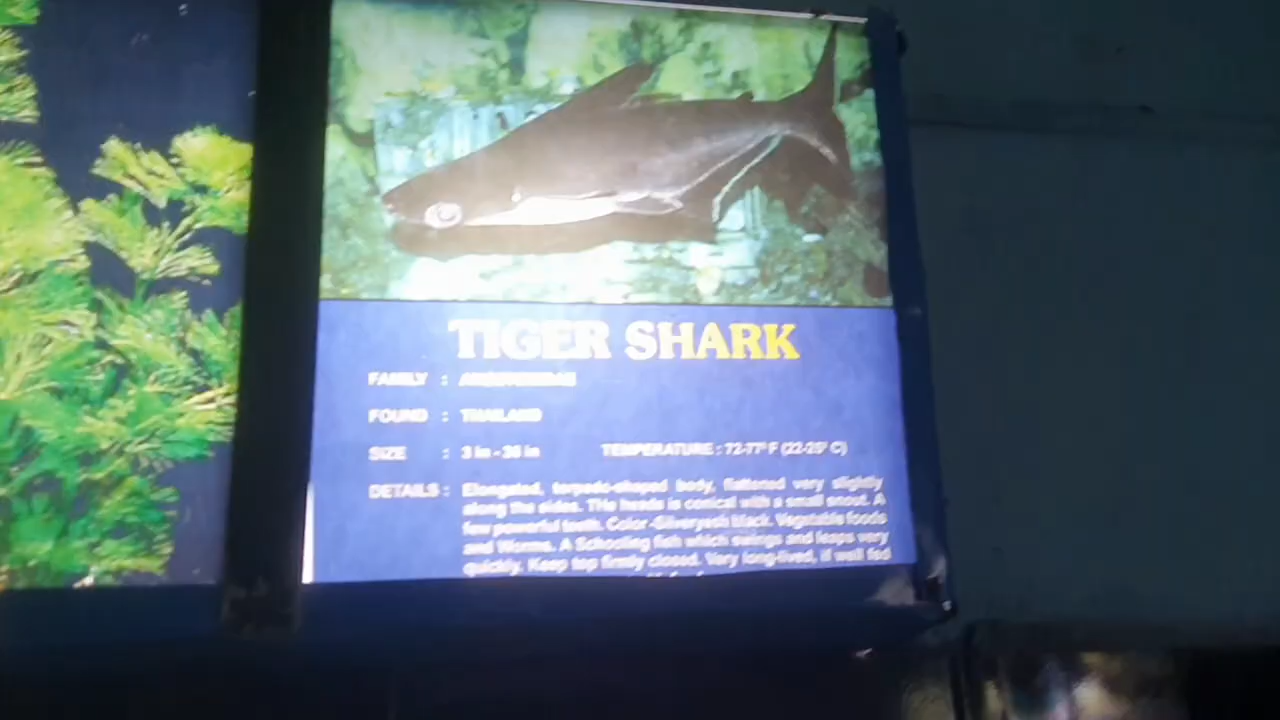 TIGER SHARK
FAMILY :
FOUND : THAILAND
SIZE : 3 in - 36 in TEMPERATURE : 72-77° F (22-25° C)
DETAILS : Elongated, torpedo-shaped body, flattened very slightly
along the sides. The heads is conical with a small snout. A
few powerful teeth. Color -Silveryesh black. Vegetable foods
and Worms. A Schooling fish which swings and leaps very
quickly. Keep top firmly closed. Very long-lived, if well fed